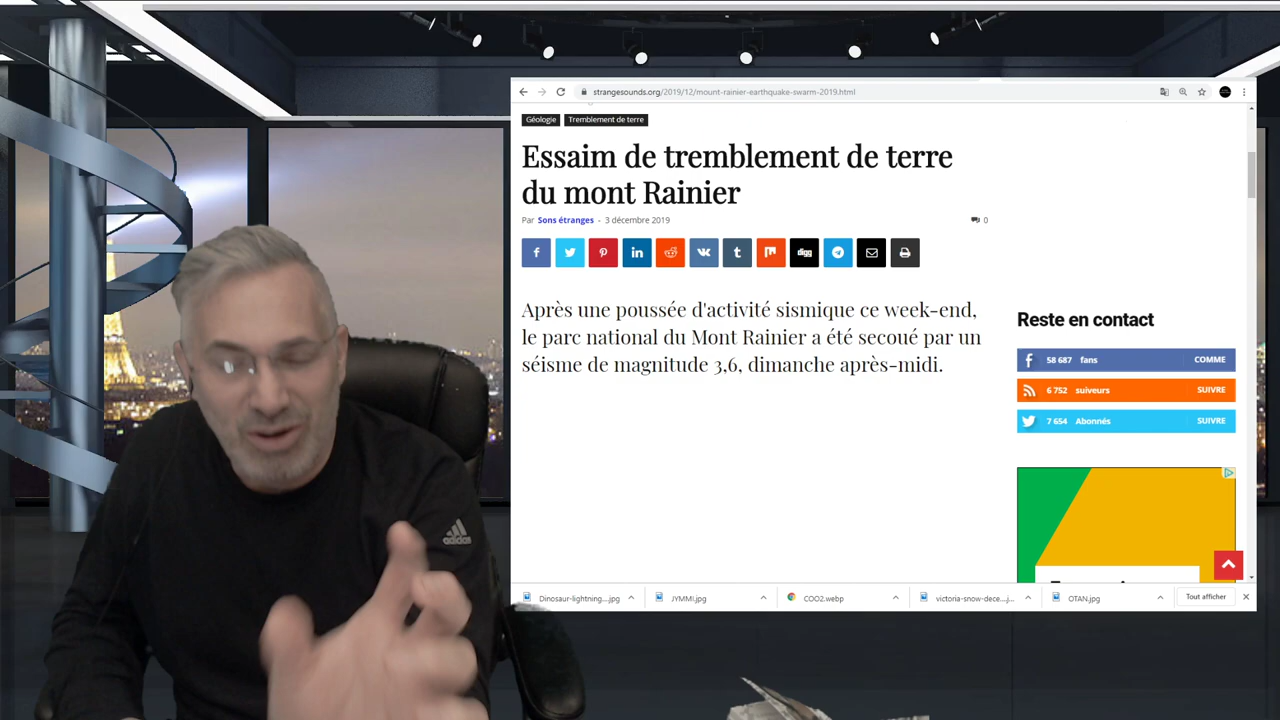 strangesounds.org/2019/12/mount-rainier-earthquake-swarm-2019.html
Géologie
Tremblement de terre
Essaim de tremblement de terre
du mont Rainier
Par Sons étranges - 3 décembre 2019
0
digg
Après une poussée d'activité sismique ce week-end,
le parc national du Mont Rainier a été secoué par un
séisme de magnitude 3,6, dimanche après-midi.
Reste en contact
58 687 fans COMME
6 752 suiveurs SUIVRE
7 654 Abonnés SUIVRE
adidas
Dinosaur-lightning....jpg
JYMM!.jpg
COO2.webp
victoria-snow-dece....j...
OTAN.jpg
Tout afficher